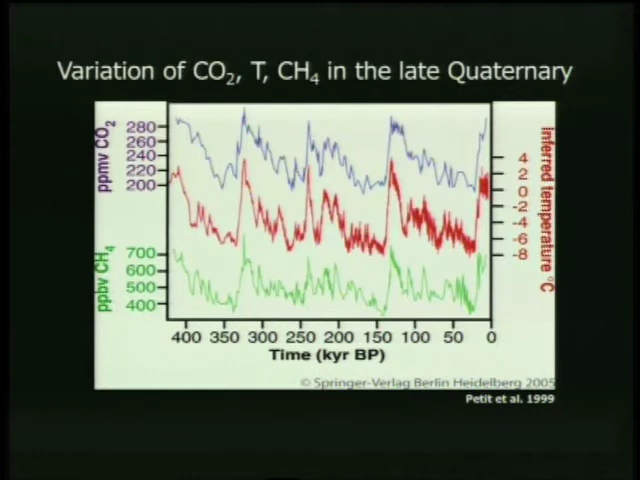 Variation of CO₂, T, CH₄ in the late Quaternary
ppmv CO₂
280
260
240
220
200
ppbv CH₄
700
600
500
400
4
2
0
-2
-4
-6
-8
inferred temperature °C
400 350 300 250 200 150 100 50 0
Time (kyr BP)
© Springer-Verlag Berlin Heidelberg 2005
Petit et al. 1999